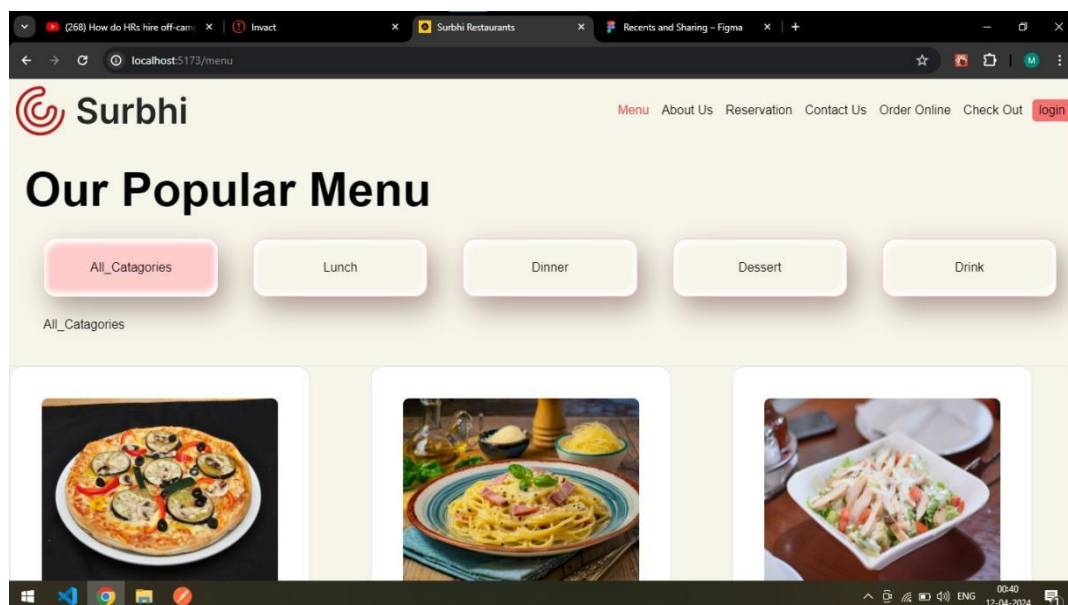 (268) How do HRs hire off-cam
Invact
Surbhi Restaurants
Recents and Sharing – Figma
localhost:5173/menu
M
Surbhi
Menu About Us Reservation Contact Us Order Online Check Out login
Our Popular Menu
All_Catagories Lunch Dinner Dessert Drink
All_Catagories
ENG
00:40
12-04-2024